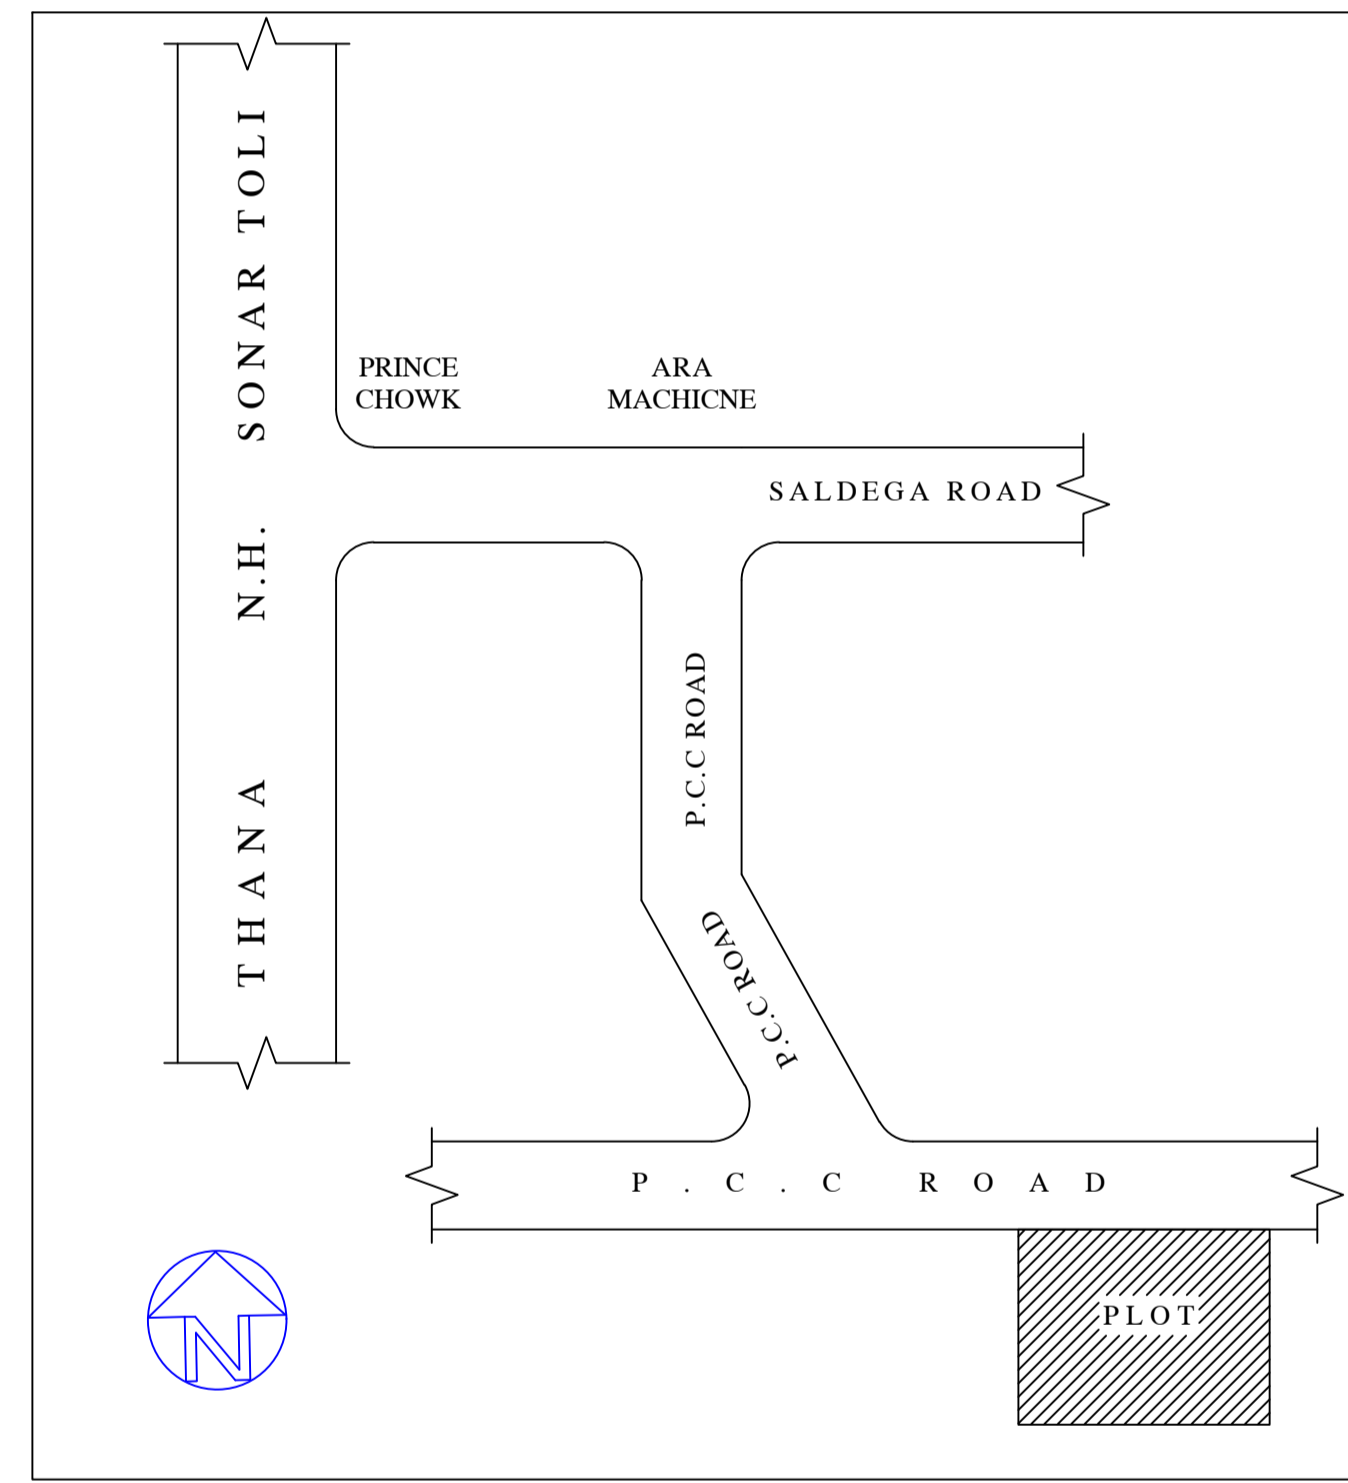 THANA N.H. SONAR TOLI
PRINCE
CHOWK
ARA
MACHICNE
SALDEGA ROAD
P.C.C ROAD
P.C.C ROAD
P.C.C ROAD
PLOT
N